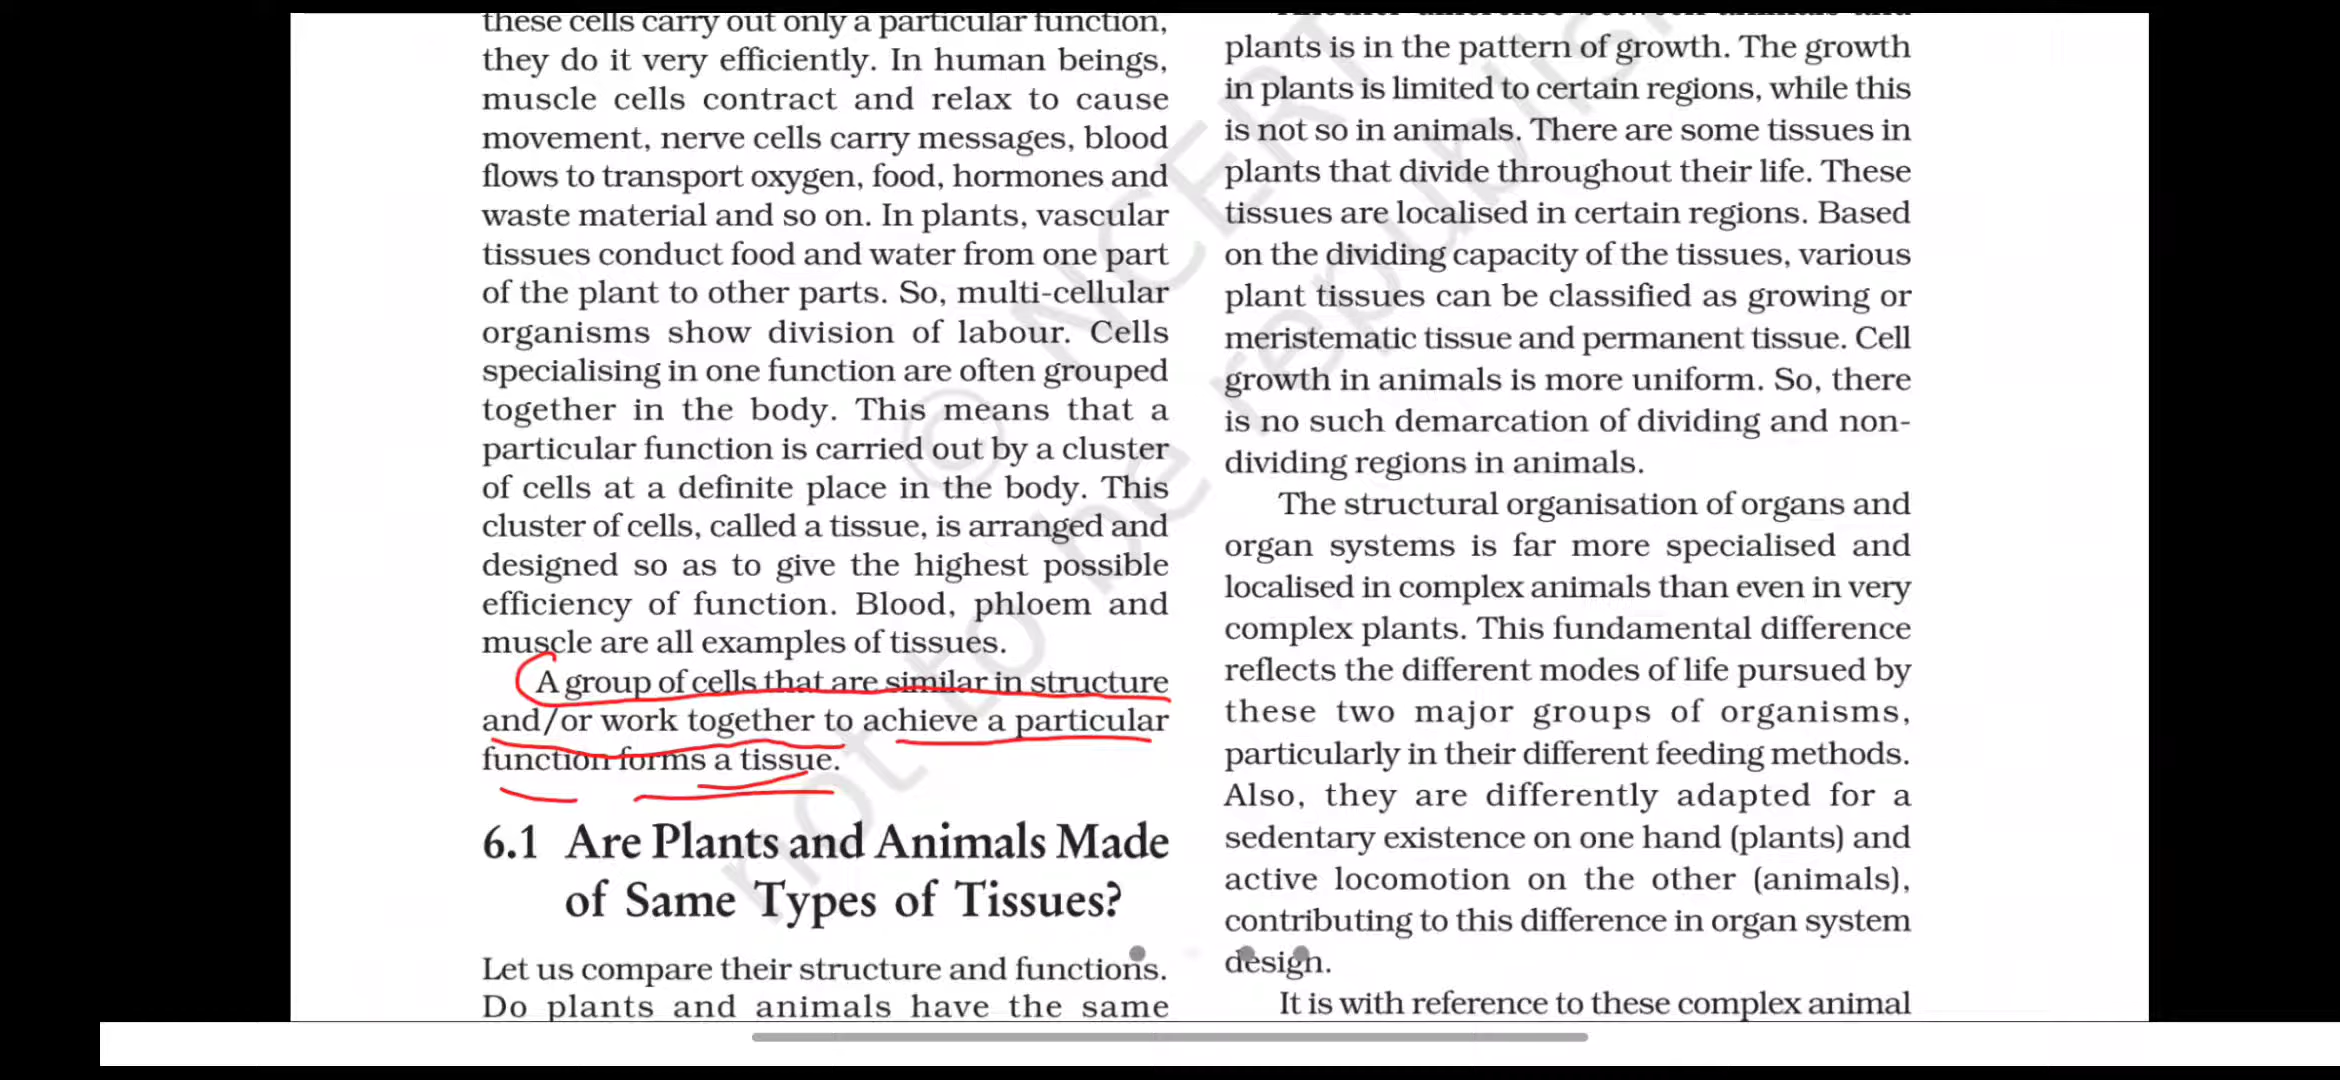 these cells carry out only a particular function,
they do it very efficiently. In human beings,
muscle cells contract and relax to cause
movement, nerve cells carry messages, blood
flows to transport oxygen, food, hormones and
waste material and so on. In plants, vascular
tissues conduct food and water from one part
of the plant to other parts. So, multi-cellular
organisms show division of labour. Cells
specialising in one function are often grouped
together in the body. This means that a
particular function is carried out by a cluster
of cells at a definite place in the body. This
cluster of cells, called a tissue, is arranged and
designed so as to give the highest possible
efficiency of function. Blood, phloem and
muscle are all examples of tissues.
A group of cells that are similar in structure
and/or work together to achieve a particular
function forms a tissue.
6.1 Are Plants and Animals Made
of Same Types of Tissues?
Let us compare their structure and functions.
Do plants and animals have the same
Another difference between animals and
plants is in the pattern of growth. The growth
in plants is limited to certain regions, while this
is not so in animals. There are some tissues in
plants that divide throughout their life. These
tissues are localised in certain regions. Based
on the dividing capacity of the tissues, various
plant tissues can be classified as growing or
meristematic tissue and permanent tissue. Cell
growth in animals is more uniform. So, there
is no such demarcation of dividing and non-
dividing regions in animals.
The structural organisation of organs and
organ systems is far more specialised and
localised in complex animals than even in very
complex plants. This fundamental difference
reflects the different modes of life pursued by
these two major groups of organisms,
particularly in their different feeding methods.
Also, they are differently adapted for a
sedentary existence on one hand (plants) and
active locomotion on the other (animals),
contributing to this difference in organ system
design.
It is with reference to these complex animal
© NCERT
not to be republish